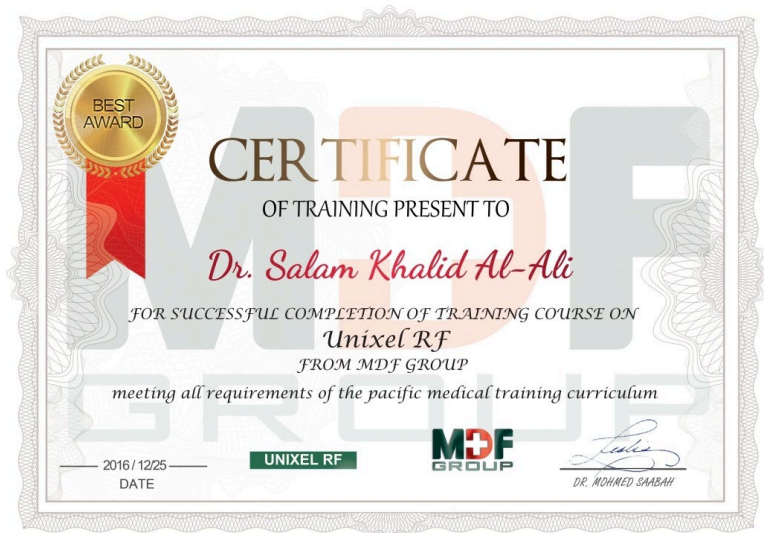 BEST
AWARD
CERTIFICATE
OF TRAINING PRESENT TO
Dr. Salam Khalid Al-Ali
FOR SUCCESSFUL COMPLETION OF TRAINING COURSE ON
Unixel RF
FROM MDF GROUP
meeting all requirements of the pacific medical training curriculum
2016 / 12/25
DATE
UNIXEL RF
MDF
GROUP
DR. MOHMED SAABAH
MDF
GROUP